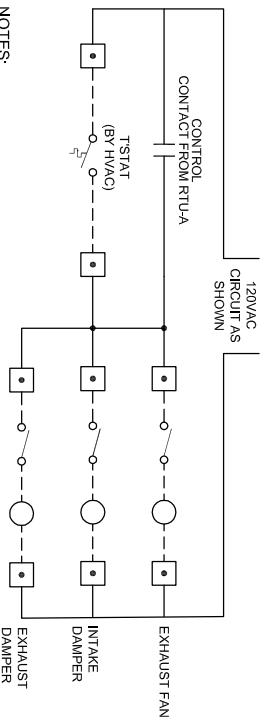 120VAC
CIRCUIT AS
SHOWN
CONTROL
CONTACT FROM RTU-A
T'STAT
(BY HVAC)
EXHAUST FAN
INTAKE
DAMPER
EXHAUST
DAMPER
NOTES: